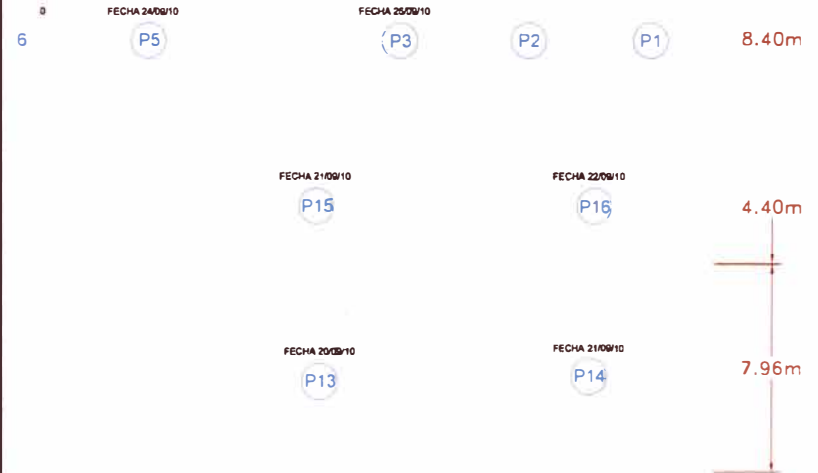 0 FECHA 24/09/10 FECHA 25/09/10
6 P5 P3 P2 P1 8.40m
FECHA 21/09/10 FECHA 22/09/10
P15 P16 4.40m
FECHA 20/09/10 FECHA 21/09/10
P13 P14 7.96m